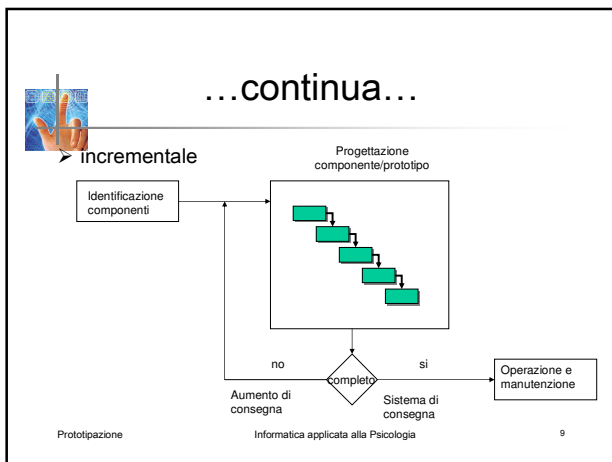 ...continua...
➢ Incrementale
Progettazione
componente/prototipo
Identificazione
componenti
no
completo
si
Aumento di
consegna
Sistema di
consegna
Operazione e
manutenzione
Prototipazione
Informatica applicata alla Psicologia
9